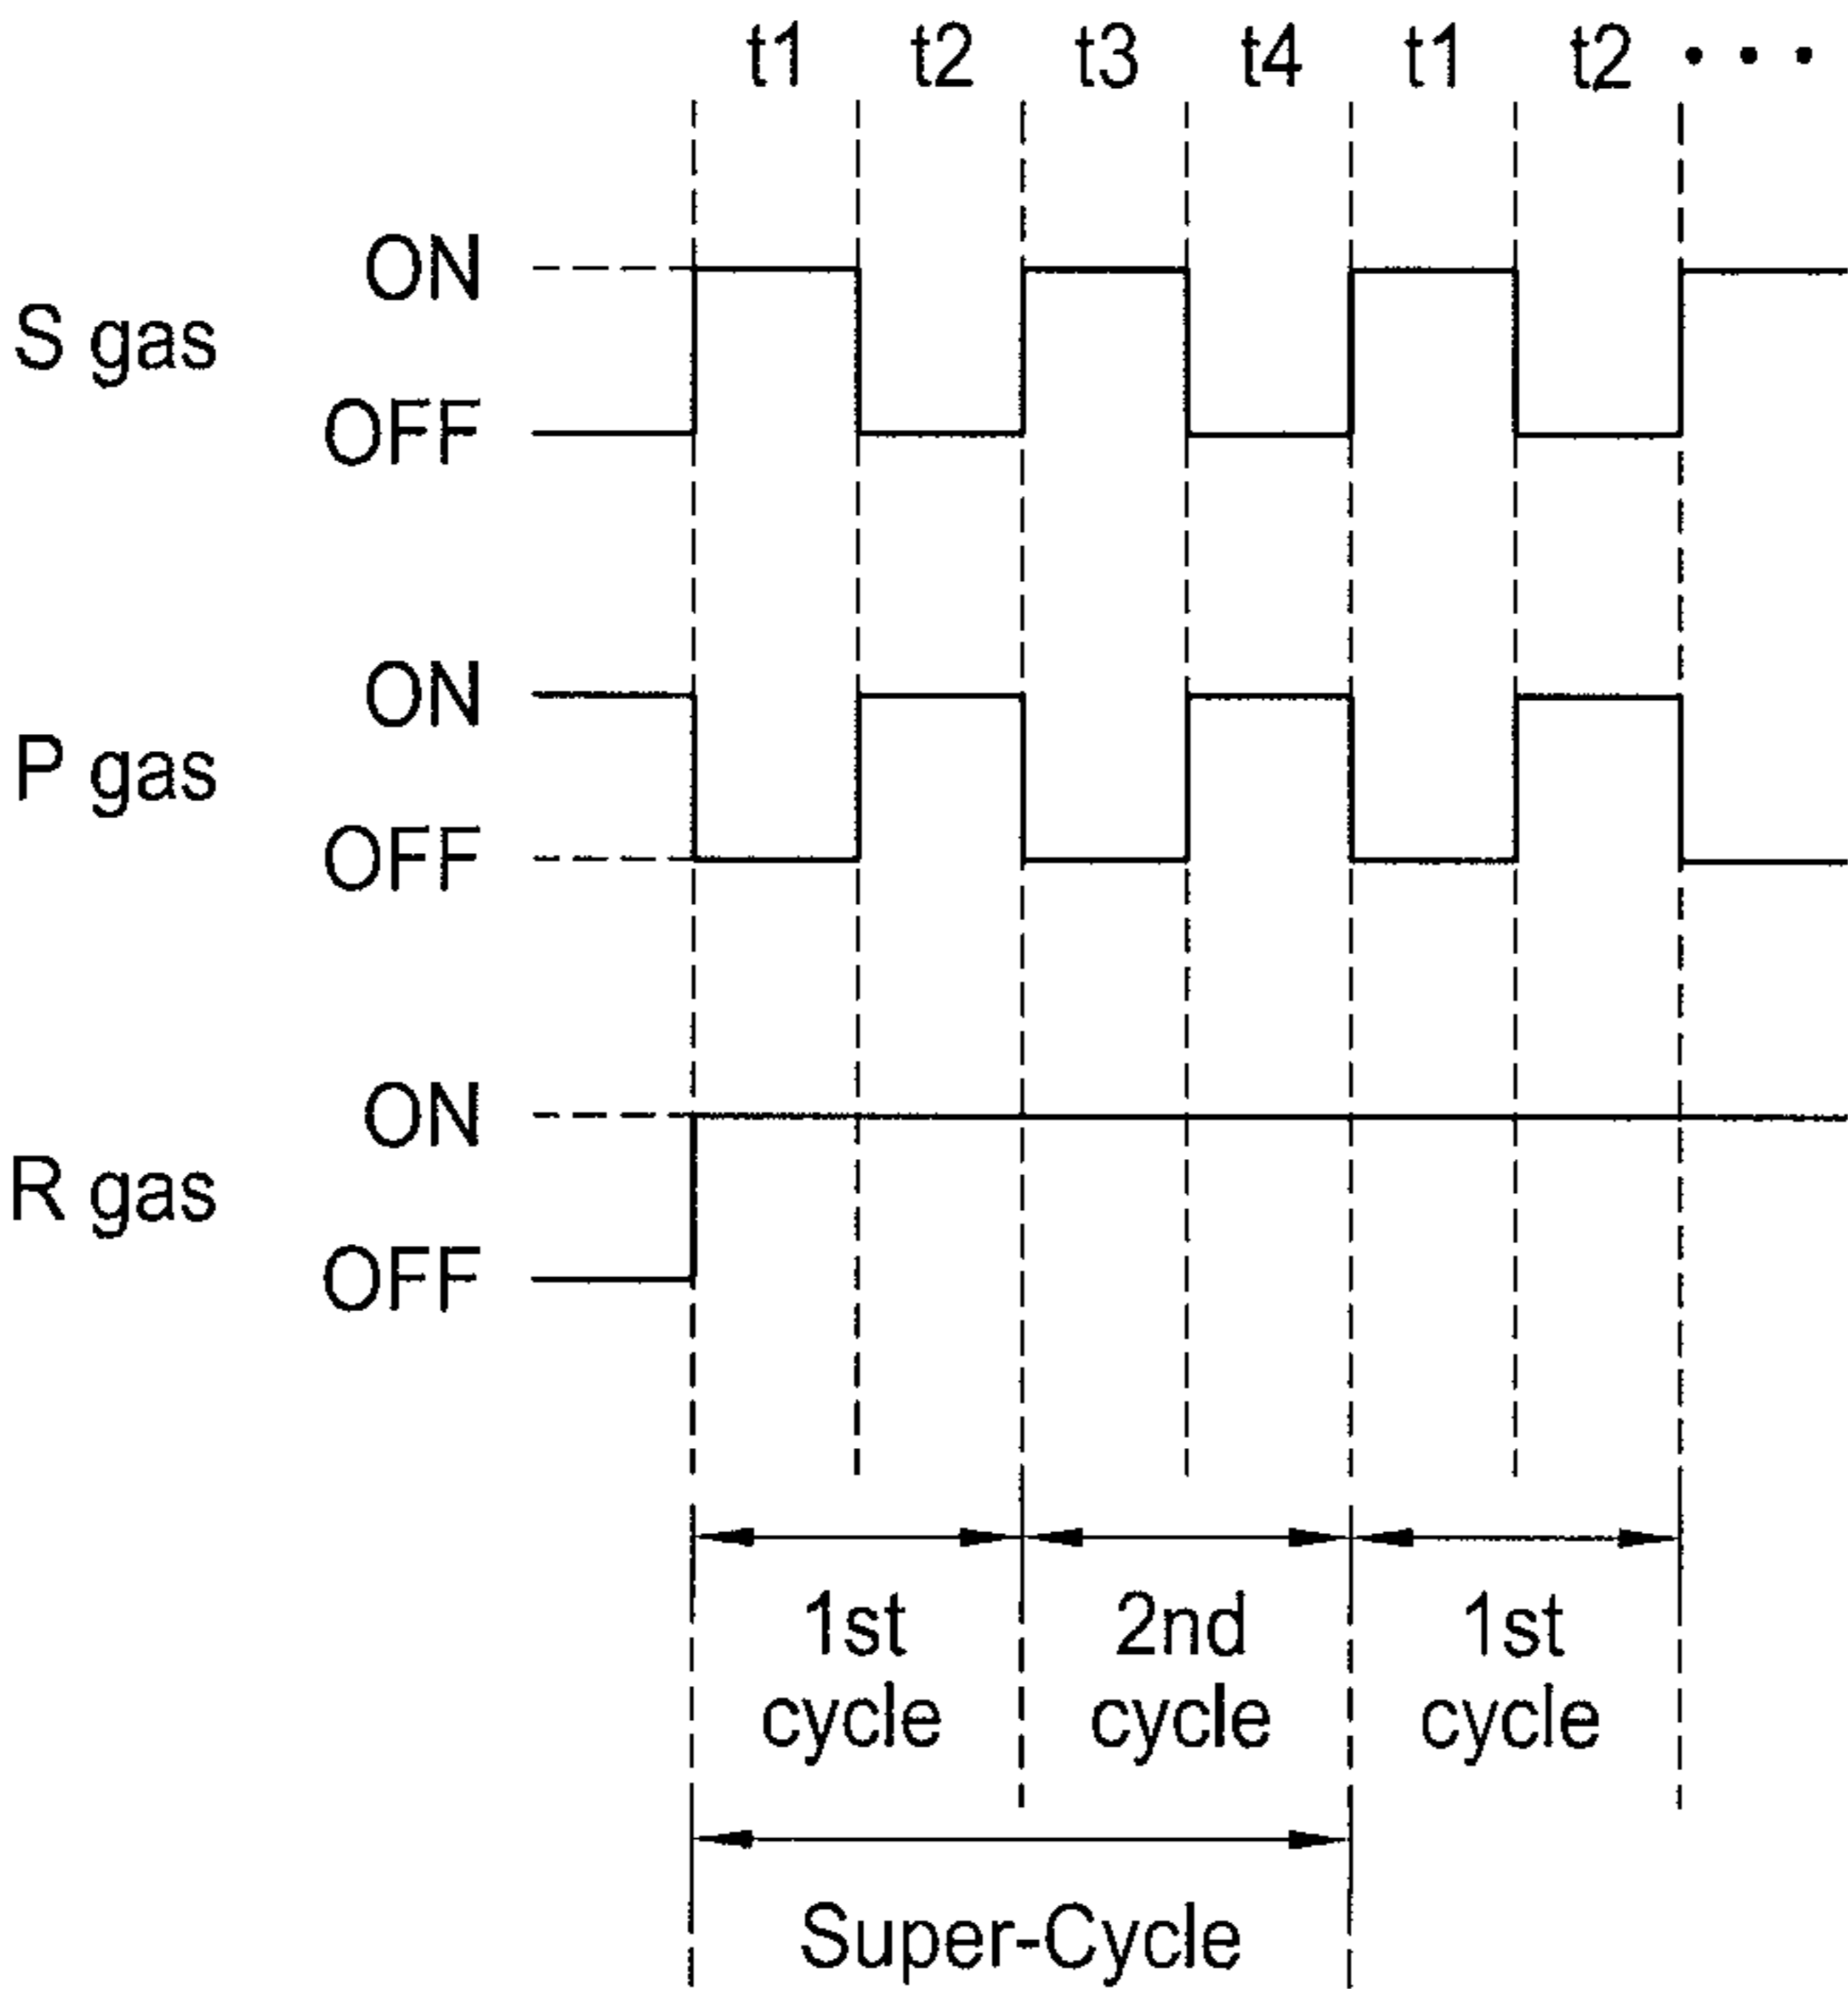 t1 t2 t3 t4 t1 t2 • • •
ON
S gas
OFF
ON
P gas
OFF
ON
R gas
OFF
1st cycle
2nd cycle
1st cycle
Super-Cycle